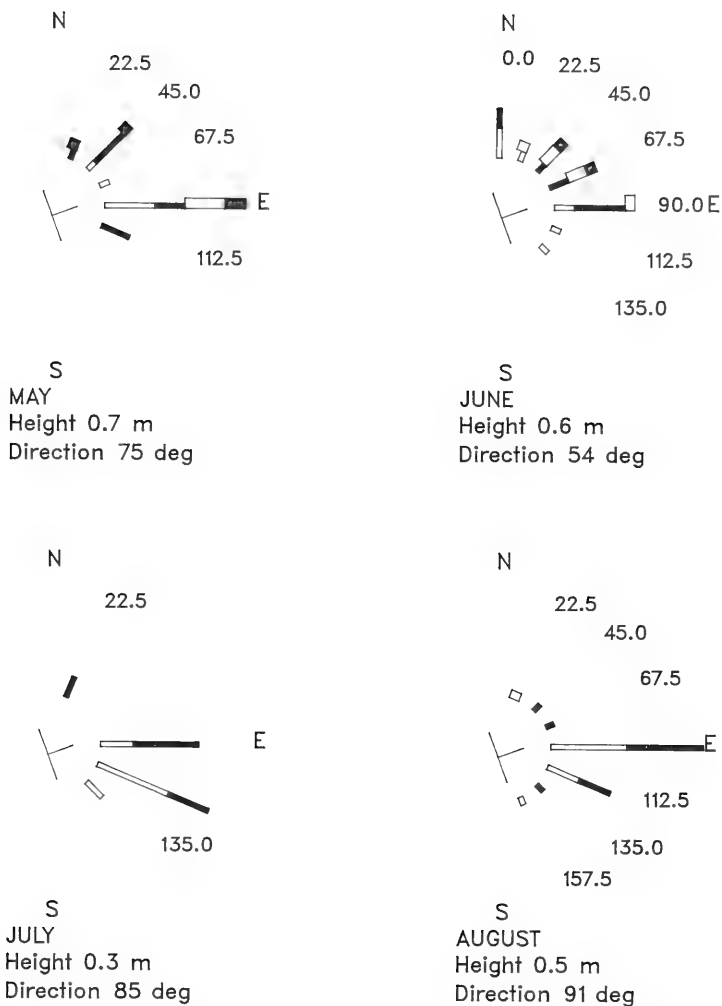 N
22.5
45.0
67.5
E
112.5
S
MAY
Height 0.7 m
Direction 75 deg
N
0.0 22.5
45.0
67.5
90.0 E
112.5
135.0
S
JUNE
Height 0.6 m
Direction 54 deg
N
22.5
E
135.0
S
JULY
Height 0.3 m
Direction 85 deg
N
22.5
45.0
67.5
E
112.5
135.0
157.5
S
AUGUST
Height 0.5 m
Direction 91 deg